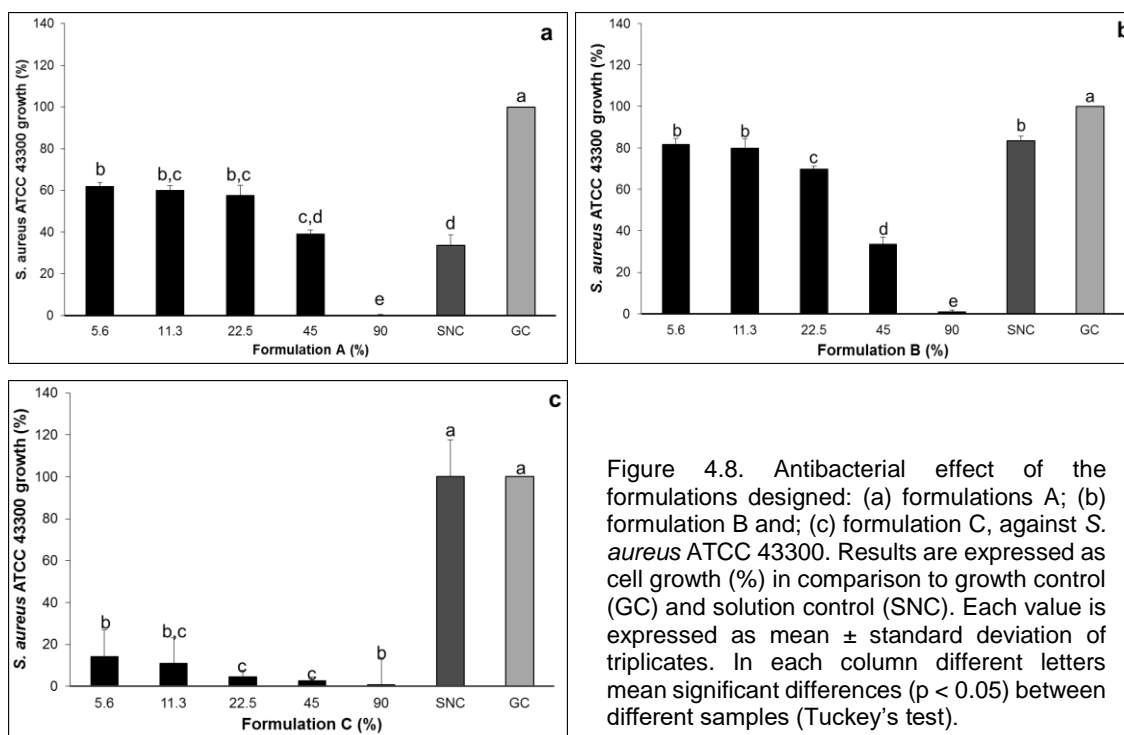 a
S. aureus ATCC 43300 growth (%)
140
120
100
80
60
40
20
0
b
b,c
b,c
c,d
e
d
a
5.6 11.3 22.5 45 90 SNC GC
Formulation A (%)
b
S. aureus ATCC 43300 growth (%)
140
120
100
80
60
40
20
0
b
b
c
d
e
b
a
5.6 11.3 22.5 45 90 SNC GC
Formulation B (%)
c
S. aureus ATCC 43300 growth (%)
140
120
100
80
60
40
20
0
b
b,c
c
c
b
a
a
5.6 11.3 22.5 45 90 SNC GC
Formulation C (%)
Figure 4.8. Antibacterial effect of the
formulations designed: (a) formulations A; (b)
formulation B and; (c) formulation C, against S.
aureus ATCC 43300. Results are expressed as
cell growth (%) in comparison to growth control
(GC) and solution control (SNC). Each value is
expressed as mean ± standard deviation of
triplicates. In each column different letters
mean significant differences (p < 0.05) between
different samples (Tuckey's test).